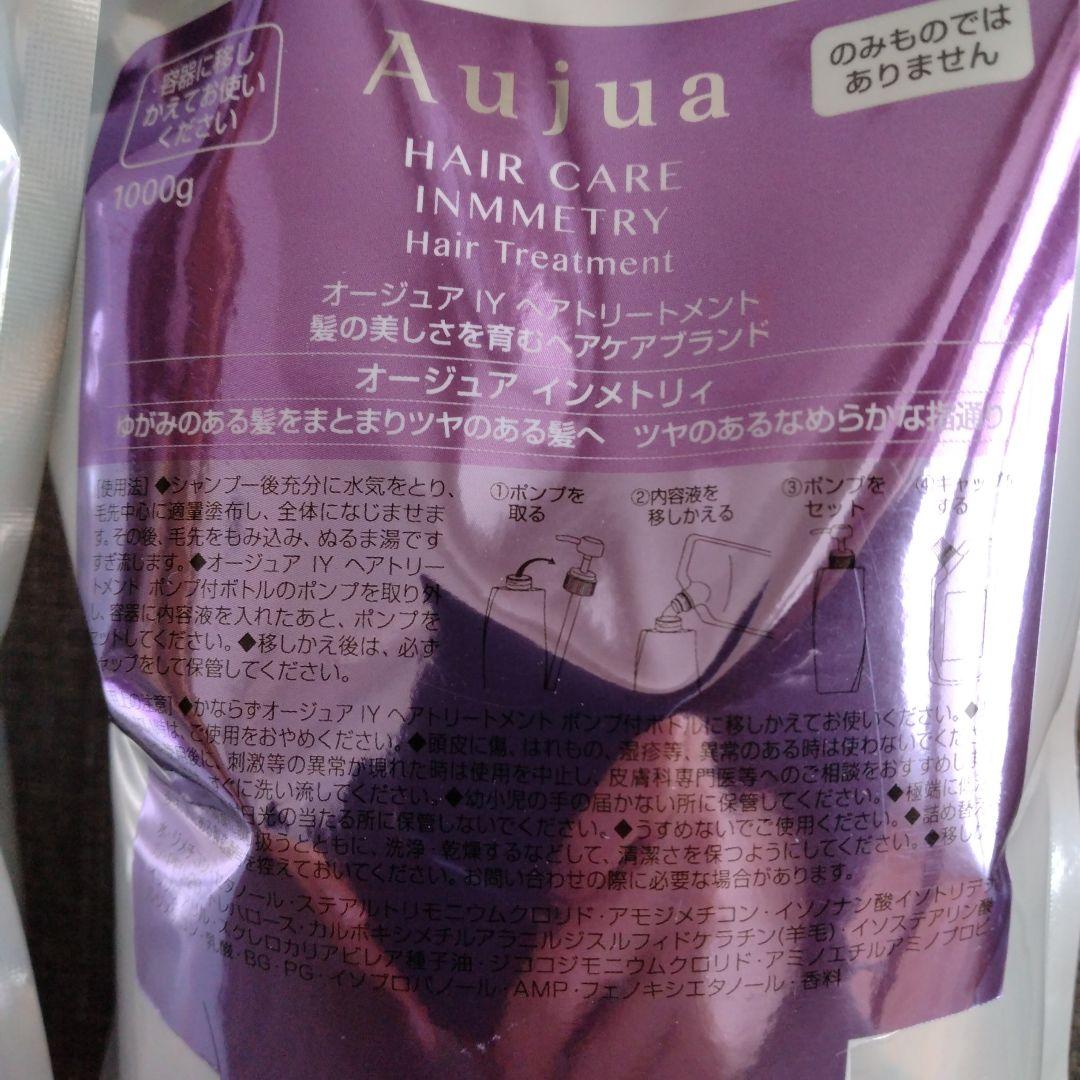 容器に移し
かえてお使い
ください
Aujua
のみものでは
ありません
1000g
HAIR CARE
INMMETRY
Hair Treatment
オージュア IY ヘアトリートメント
髪の美しさを育むヘアケアブランド
オージュア インメトリィ
ゆがみのある髪をまとまりツヤのある髪へ ツヤのあるなめらかな指通り
[使用法]◆シャンプー後充分に水気をとり、
毛先中心に適量塗布し、全体になじませま
す。その後、毛先をもみ込み、ぬるま湯です
すぎ流します。◆オージュア IY ヘアトリー
トメント ポンプ付ボトルのポンプを取り外
し、容器に内容液を入れたあと、ポンプを
セットしてください。◆移しかえ後は、必ず
キャップをして保管してください。
①ポンプを
取る
②内容液を
移しかえる
③ポンプを
セット
④キャップを
する
◆かならずオージュア IY ヘアトリートメント ポンプ付ボトルに移しかえてお使いください。◆
ご使用をおやめください。◆頭皮に傷、はれもの、湿疹等、異常のある時は使わないでくだ
後に、刺激等の異常が現れた時は使用を中止し、皮膚科専門医等へのご相談をおすすめしま
すぐに洗い流してください。◆幼小児の手の届かない所に保管してください。◆極端に
日光の当たる所に保管しないでください。◆うすめないでご使用ください。◆詰め替え
扱うとともに、洗浄・乾燥するなどして、清潔さを保つようにしてください。◆移し
を控えておいてください。お問い合わせの際に必要な場合があります。
ノール・ステアルトリモニウムクロリド・アモジメチコン・イソノナン酸イソトリデシ
ロース・カルボキシメチルアラニルジスルフィドケラチン(羊毛)・イソステアリン酸
スクレロカリアビレア種子油・ジココジモニウムクロリド・アミノエチルアミノプロピ
乳酸・BG・PG・イソプロパノール・AMP・フェノキシエタノール・香料